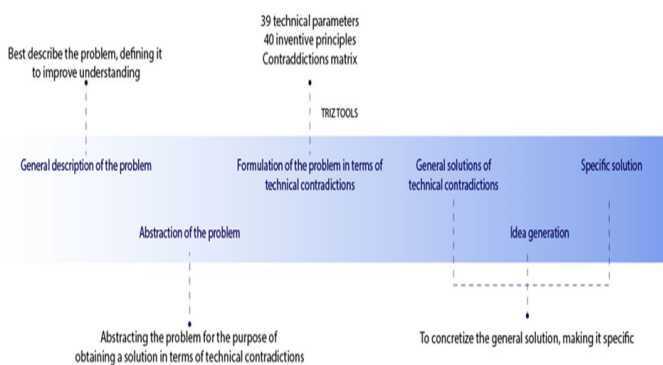 39 technical parameters
40 inventive principles
Contraddictions matrix
Best describe the problem, defining it
to improve understanding
TRIZ TOOLS
General description of the problem
Formulation of the problem in terms of
technical contradictions
General solutions of
technical contradictions
Specific solution
Abstraction of the problem
Idea generation
Abstracting the problem for the purpose of
obtaining a solution in terms of technical contradictions
To concretize the general solution, making it specific